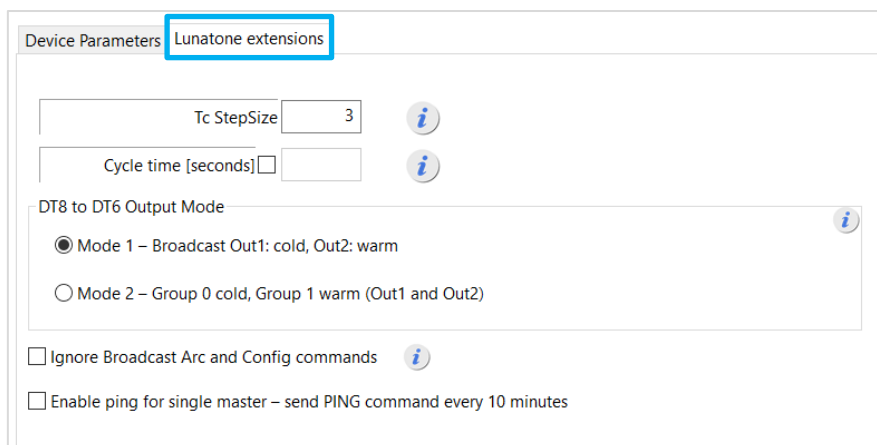 Device Parameters Lunatone extensions
Tc StepSize 3 i
Cycle time [seconds] i
DT8 to DT6 Output Mode i
Mode 1 – Broadcast Out1: cold, Out2: warm
Mode 2 – Group 0 cold, Group 1 warm (Out1 and Out2)
Ignore Broadcast Arc and Config commands i
Enable ping for single master – send PING command every 10 minutes